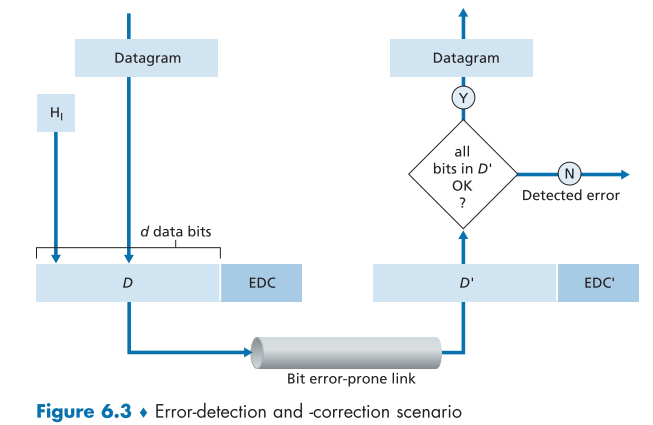 Datagram
Datagram
H_l
Y
all
bits in D'
OK
?
N
Detected error
d data bits
D
EDC
D'
EDC'
Bit error-prone link
Figure 6.3 ♦ Error-detection and -correction scenario